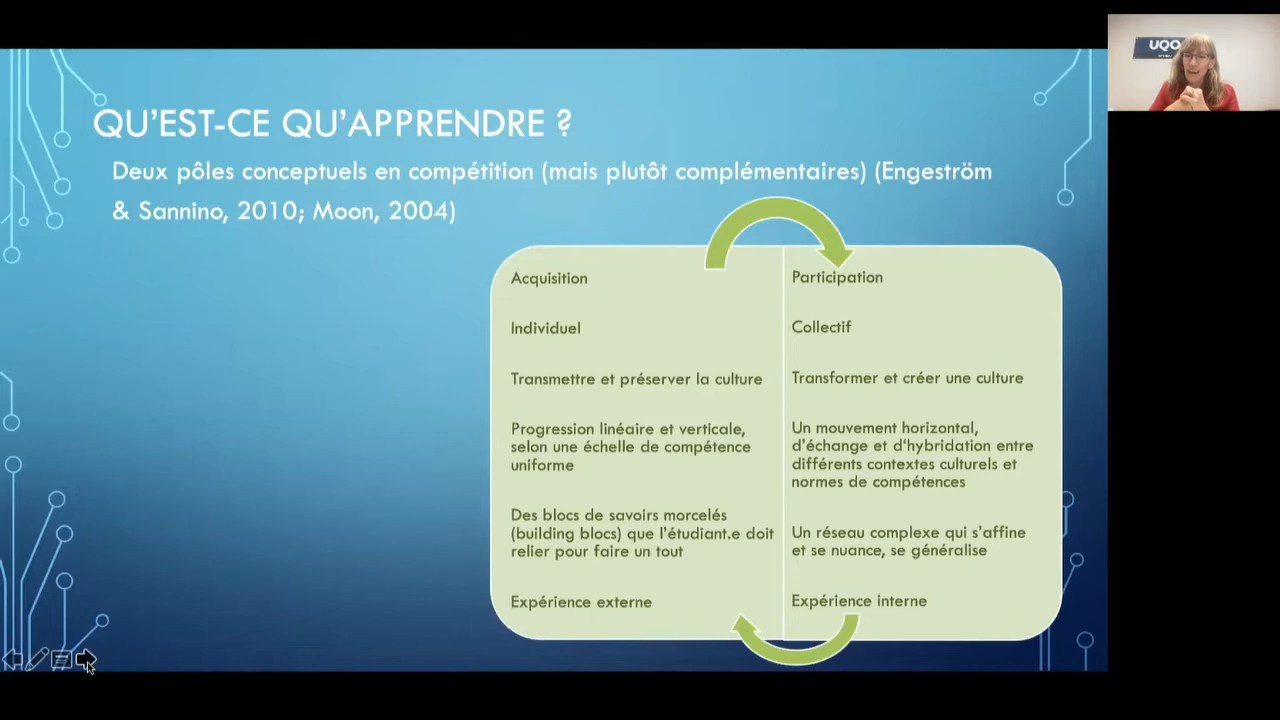 UQO
QU'EST-CE QU'APPRENDRE ?
Deux pôles conceptuels en compétition (mais plutôt complémentaires) (Engeström
& Sannino, 2010; Moon, 2004)
Acquisition
Individuel
Transmettre et préserver la culture
Progression linéaire et verticale,
selon une échelle de compétence
uniforme
Des blocs de savoirs morcelés
(building blocs) que l'étudiant.e doit
relier pour faire un tout
Expérience externe
Participation
Collectif
Transformer et créer une culture
Un mouvement horizontal,
d'échange et d'hybridation entre
différents contextes culturels et
normes de compétences
Un réseau complexe qui s'affine
et se nuance, se généralise
Expérience interne